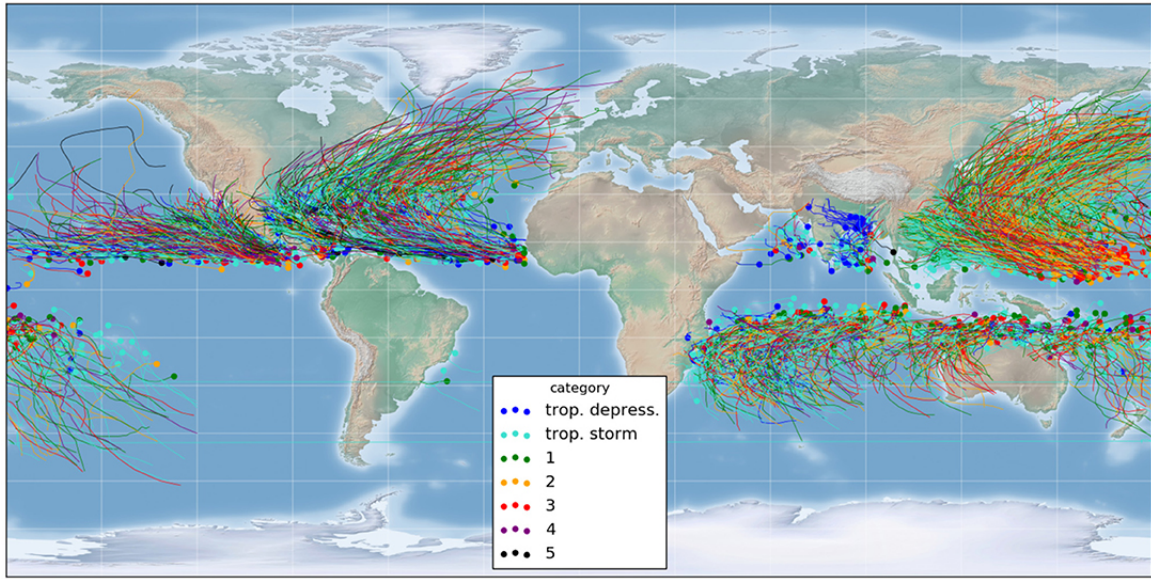 category
trop. depress.
trop. storm
1
2
3
4
5